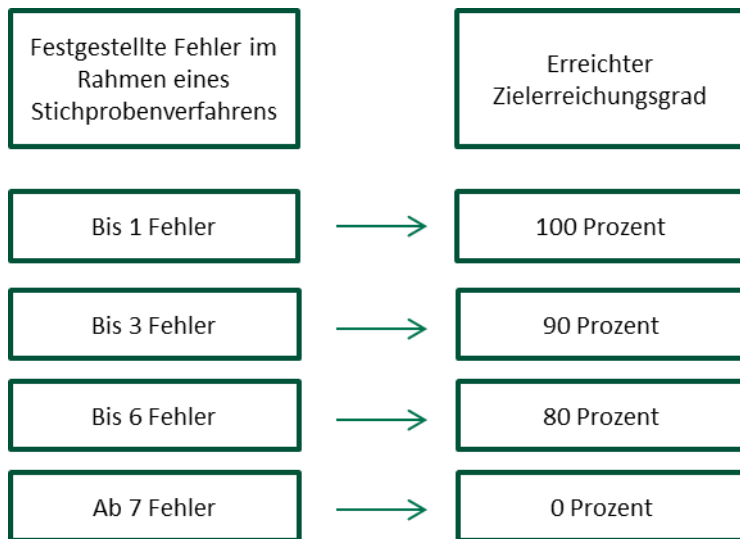 Festgestellte Fehler im
Rahmen eines
Stichprobenverfahrens
Erreichter
Zielerreichungsgrad
Bis 1 Fehler
100 Prozent
Bis 3 Fehler
90 Prozent
Bis 6 Fehler
80 Prozent
Ab 7 Fehler
0 Prozent